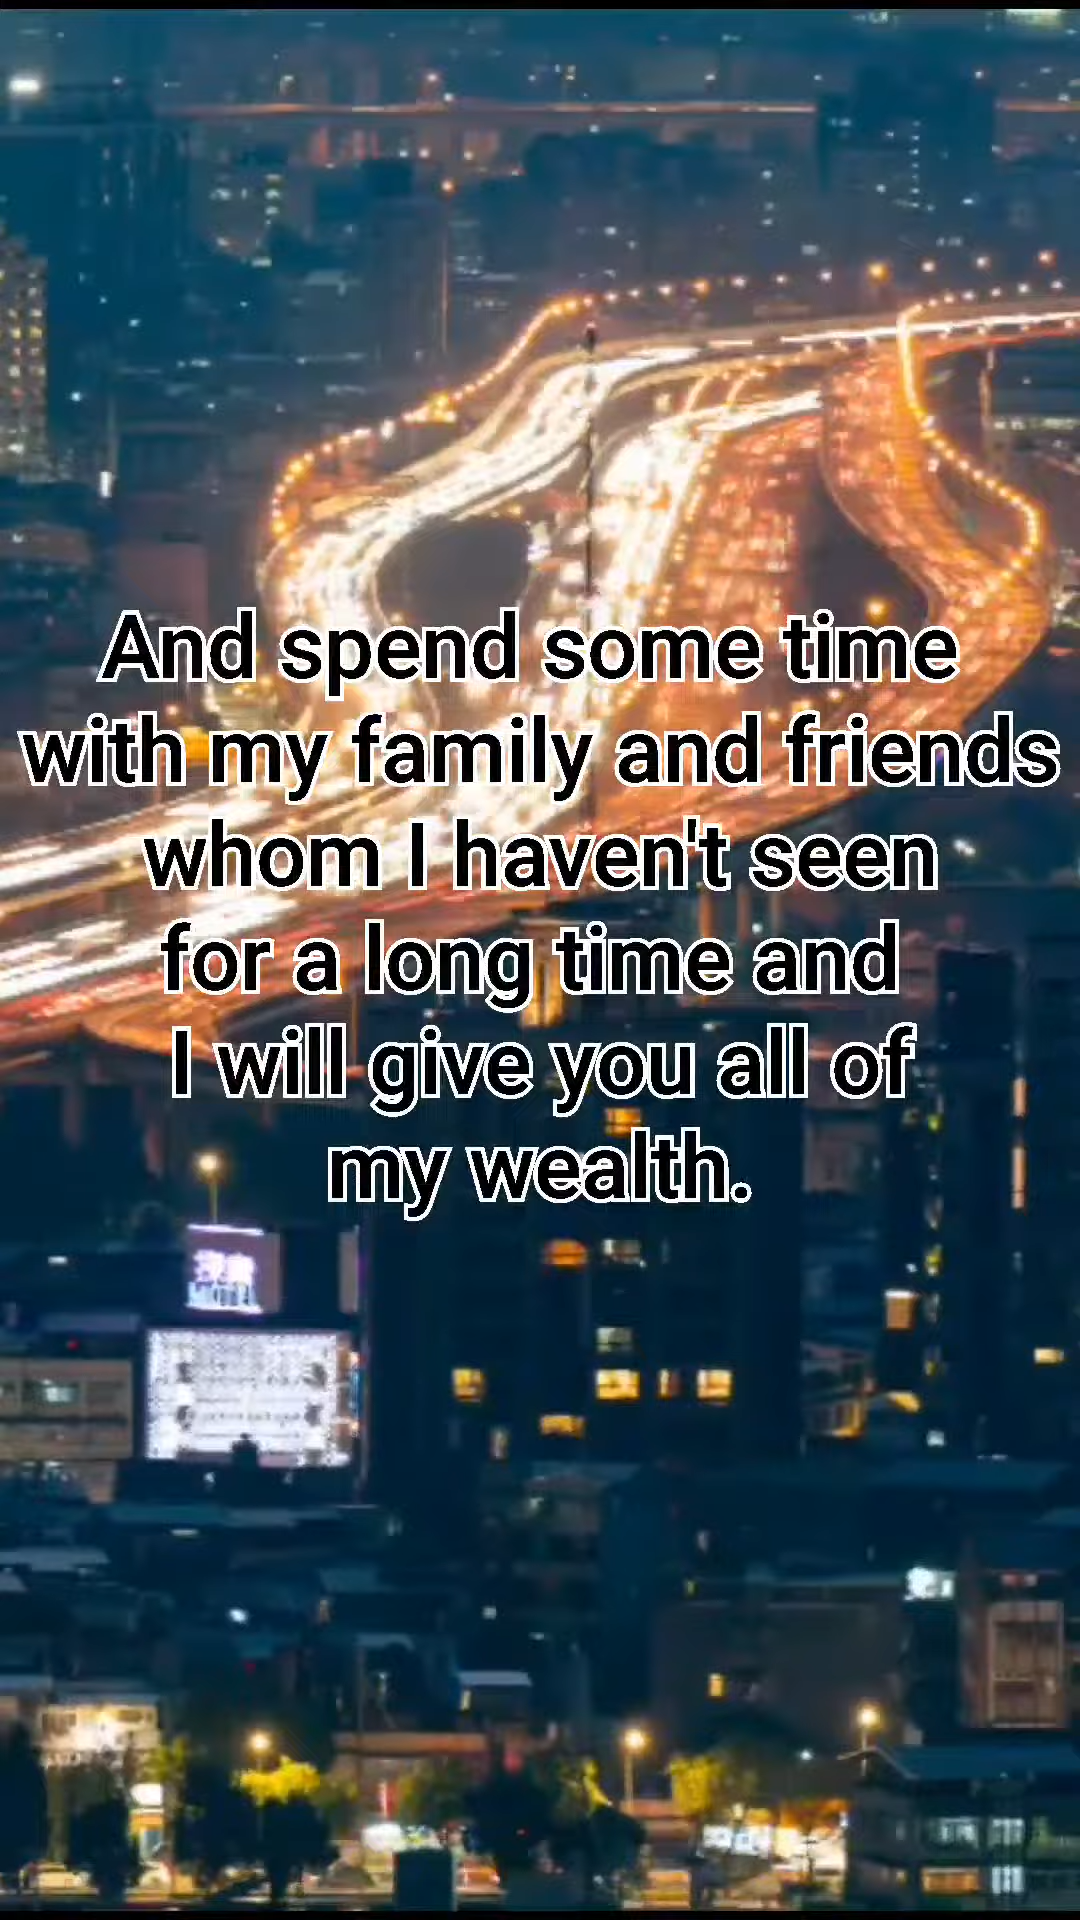 And spend some time
with my family and friends
whom I haven't seen
for a long time and
I will give you all of
my wealth.